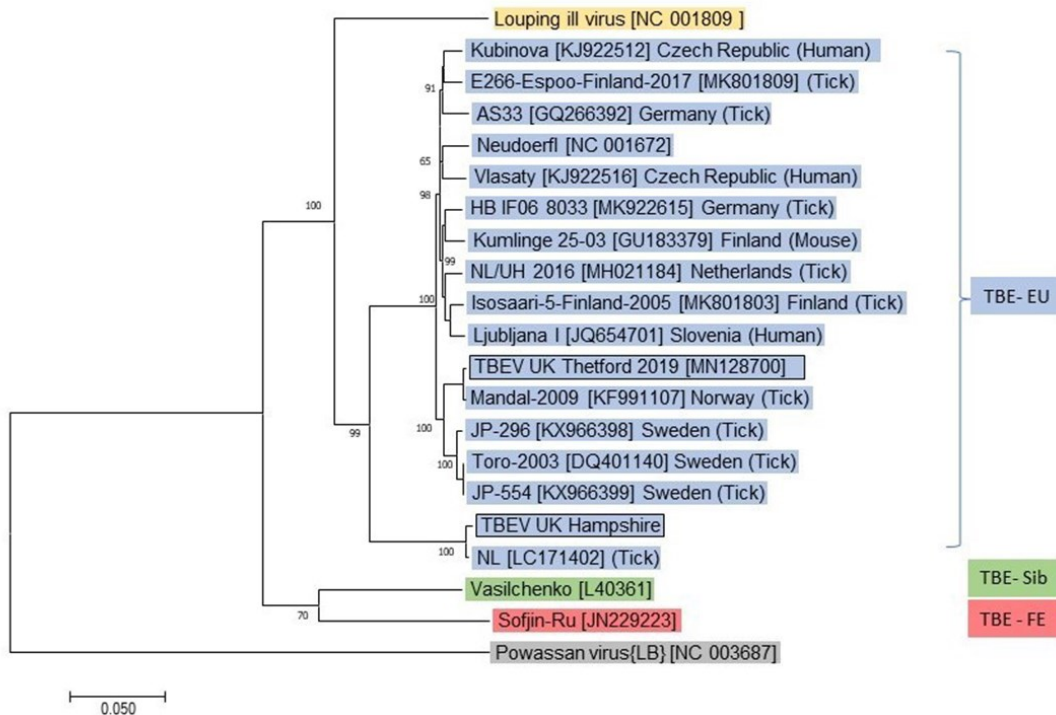 Louping ill virus [NC 001809 ]
Kubinova [KJ922512] Czech Republic (Human)
91
E266-Espoo-Finland-2017 [MK801809] (Tick)
AS33 [GQ266392] Germany (Tick)
Neudoerfl [NC 001672]
65
Vlasaty [KJ922516] Czech Republic (Human)
98
100
HB IF06 8033 [MK922615] Germany (Tick)
Kumlinge 25-03 [GU183379] Finland (Mouse)
99
NL/UH 2016 [MH021184] Netherlands (Tick)
TBE- EU
100
Isosaari-5-Finland-2005 [MK801803] Finland (Tick)
Ljubljana I [JQ654701] Slovenia (Human)
TBEV UK Thetford 2019 [MN128700]
Mandal-2009 [KF991107] Norway (Tick)
100
99
JP-296 [KX966398] Sweden (Tick)
100
Toro-2003 [DQ401140] Sweden (Tick)
JP-554 [KX966399] Sweden (Tick)
TBEV UK Hampshire
100
NL [LC171402] (Tick)
TBE- Sib
Vasilchenko [L40361]
70
Sofjin-Ru [JN229223]
TBE - FE
Powassan virus{LB} [NC 003687]
0.050